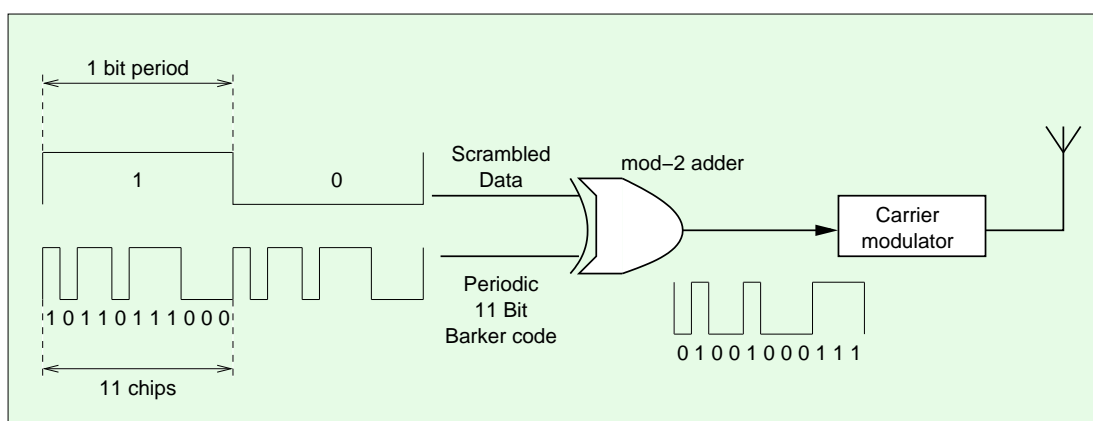 1 bit period
1
0
Scrambled
Data
mod−2 adder
Carrier
modulator
1 0 1 1 0 1 1 1 0 0 0
Periodic
11 Bit
Barker code
0 1 0 0 1 0 0 0 1 1 1
11 chips